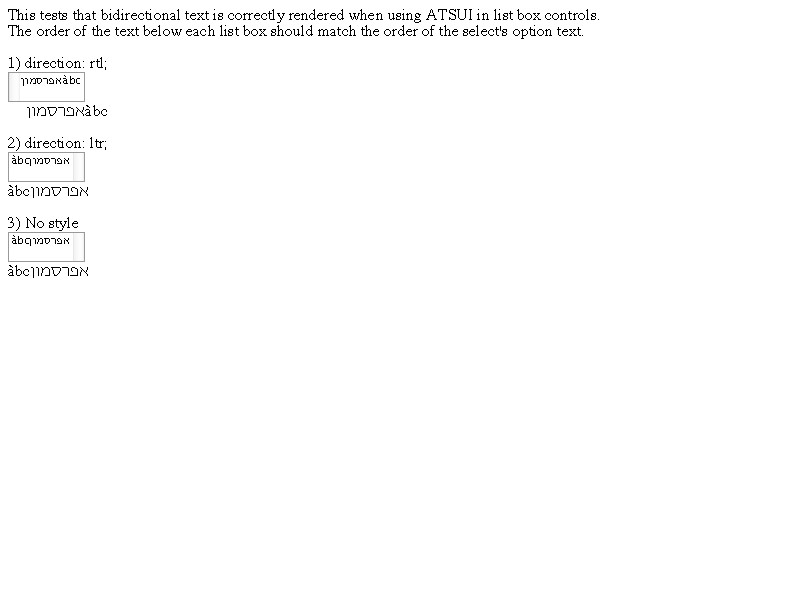 This tests that bidirectional text is correctly rendered when using ATSUI in list box controls.
The order of the text below each list box should match the order of the select's option text.
1) direction: rtl;
àbcאפרסמון
àbcאפרסמון
2) direction: ltr;
àbcאפרסמון
àbcאפרסמון
3) No style
àbcאפרסמון
àbcאפרסמון